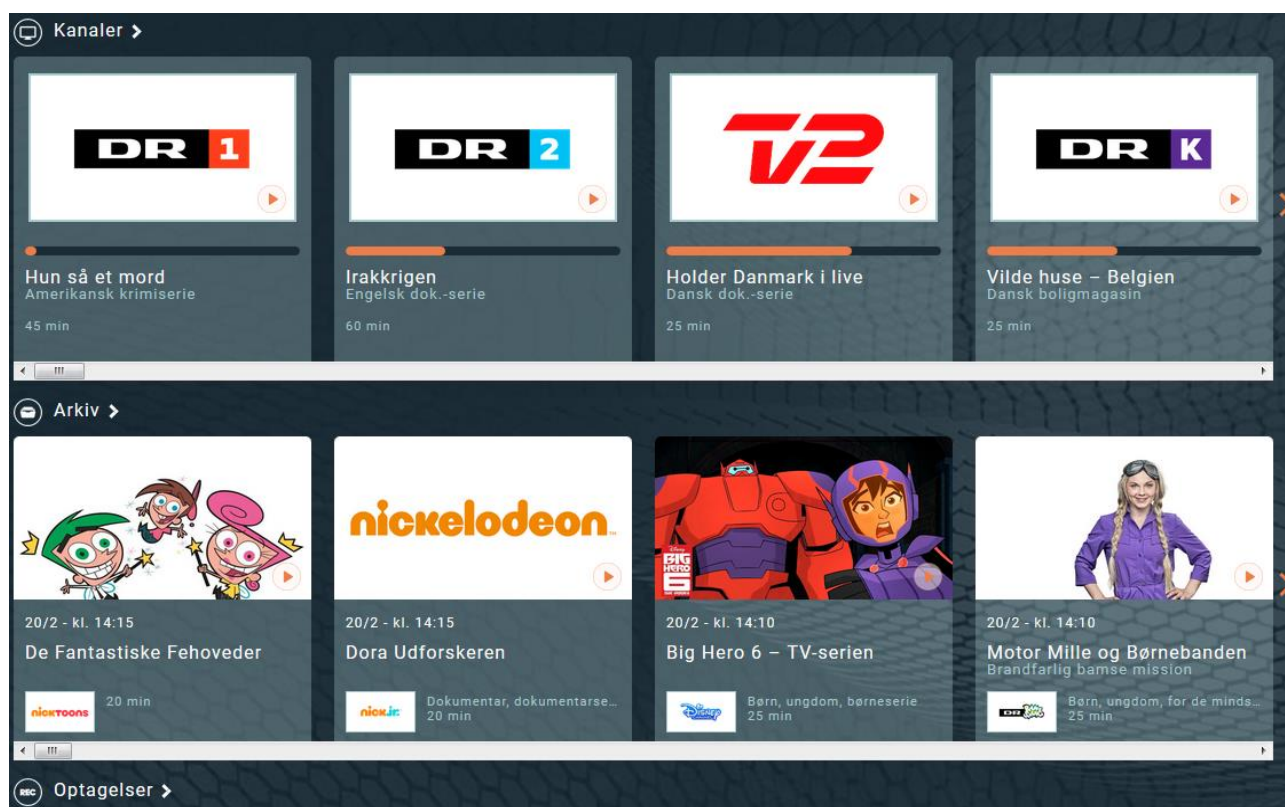 Kanaler
DR 1
DR 2
TV2
DR K
Hun så et mord
Amerikansk krimiserie
45 min
Irakkrigen
Engelsk dok.-serie
60 min
Holder Danmark i live
Dansk dok.-serie
25 min
Vilde huse – Belgien
Dansk boligmagasin
25 min
Arkiv
nickelodeon
Disney
BIG
HERO
6
20/2 - kl. 14:15
De Fantastiske Fehoveder
nicktoons
20 min
20/2 - kl. 14:15
Dora Udforskeren
nick jr.
Dokumentar, dokumentarse...
20 min
20/2 - kl. 14:10
Big Hero 6 – TV-serien
Disney
Børn, ungdom, børneserie
25 min
20/2 - kl. 14:10
Motor Mille og Børnebanden
Brandfarlig bamse mission
DR
Børn, ungdom, for de minds...
25 min
REC
Optagelser